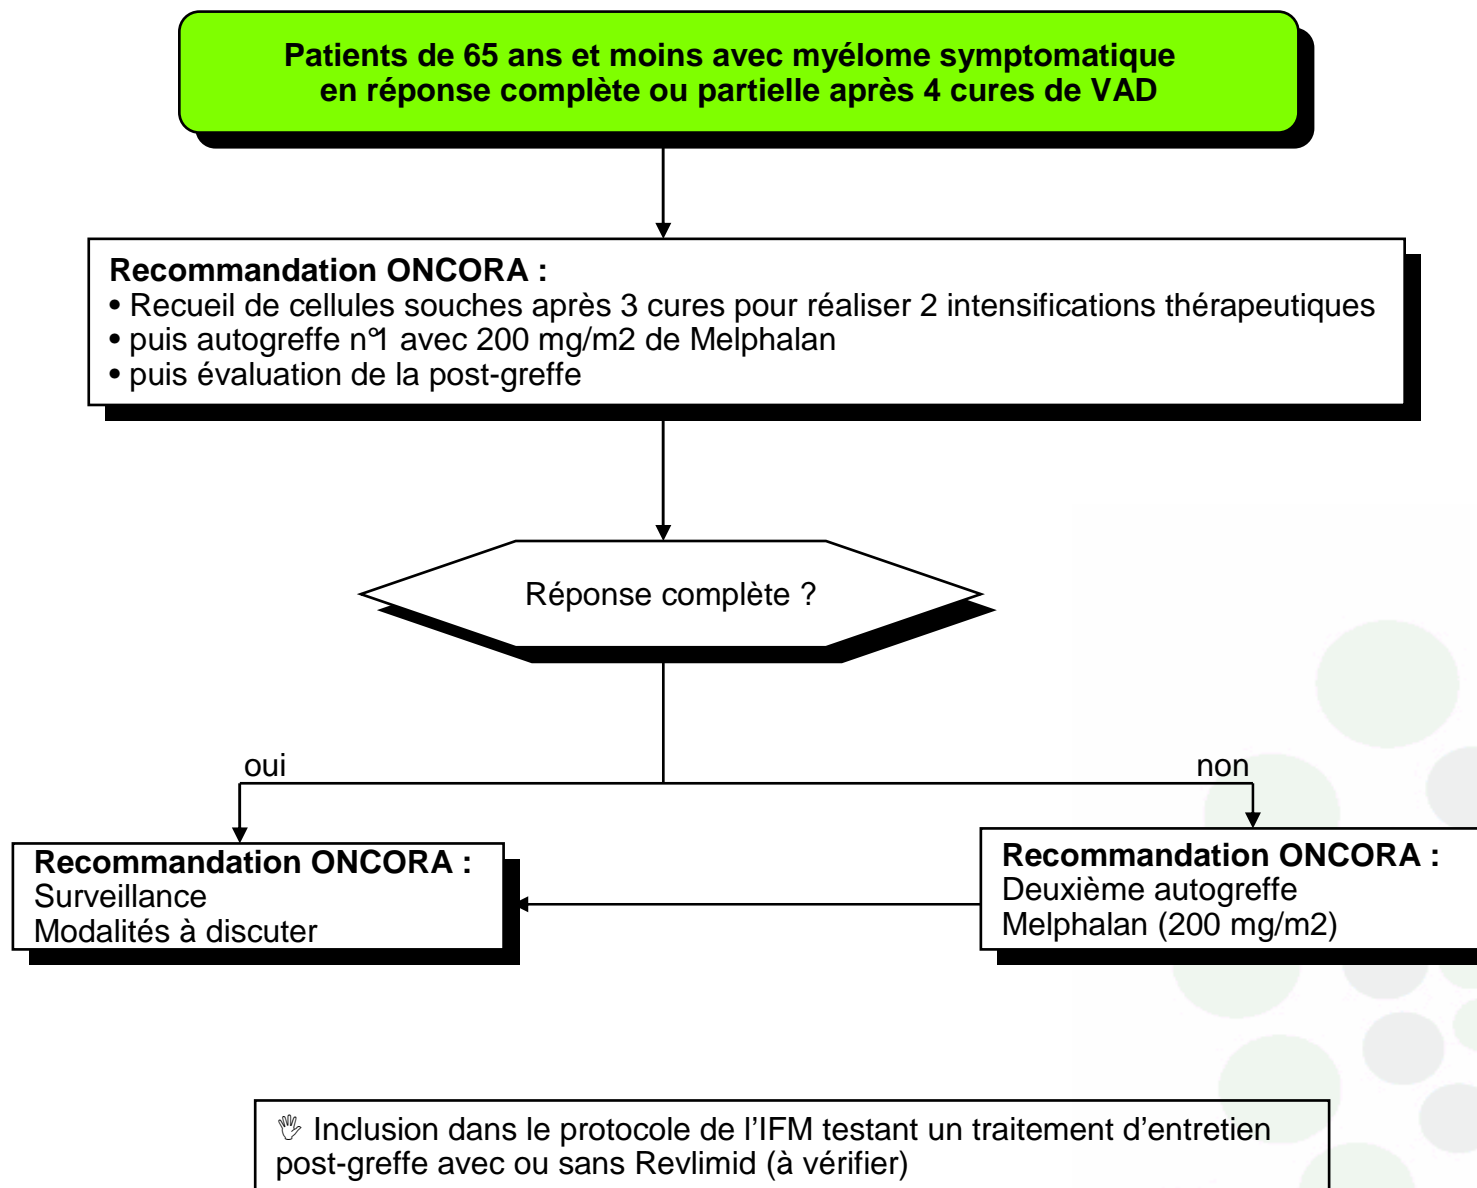 Patients de 65 ans et moins avec myélome symptomatique
en réponse complète ou partielle après 4 cures de VAD
Recommandation ONCORA :
• Recueil de cellules souches après 3 cures pour réaliser 2 intensifications thérapeutiques
• puis autogreffe n°1 avec 200 mg/m2 de Melphalan
• puis évaluation de la post-greffe
Réponse complète ?
oui
non
Recommandation ONCORA :
Surveillance
Modalités à discuter
Recommandation ONCORA :
Deuxième autogreffe
Melphalan (200 mg/m2)
🖑 Inclusion dans le protocole de l’IFM testant un traitement d’entretien
post-greffe avec ou sans Revlimid (à vérifier)